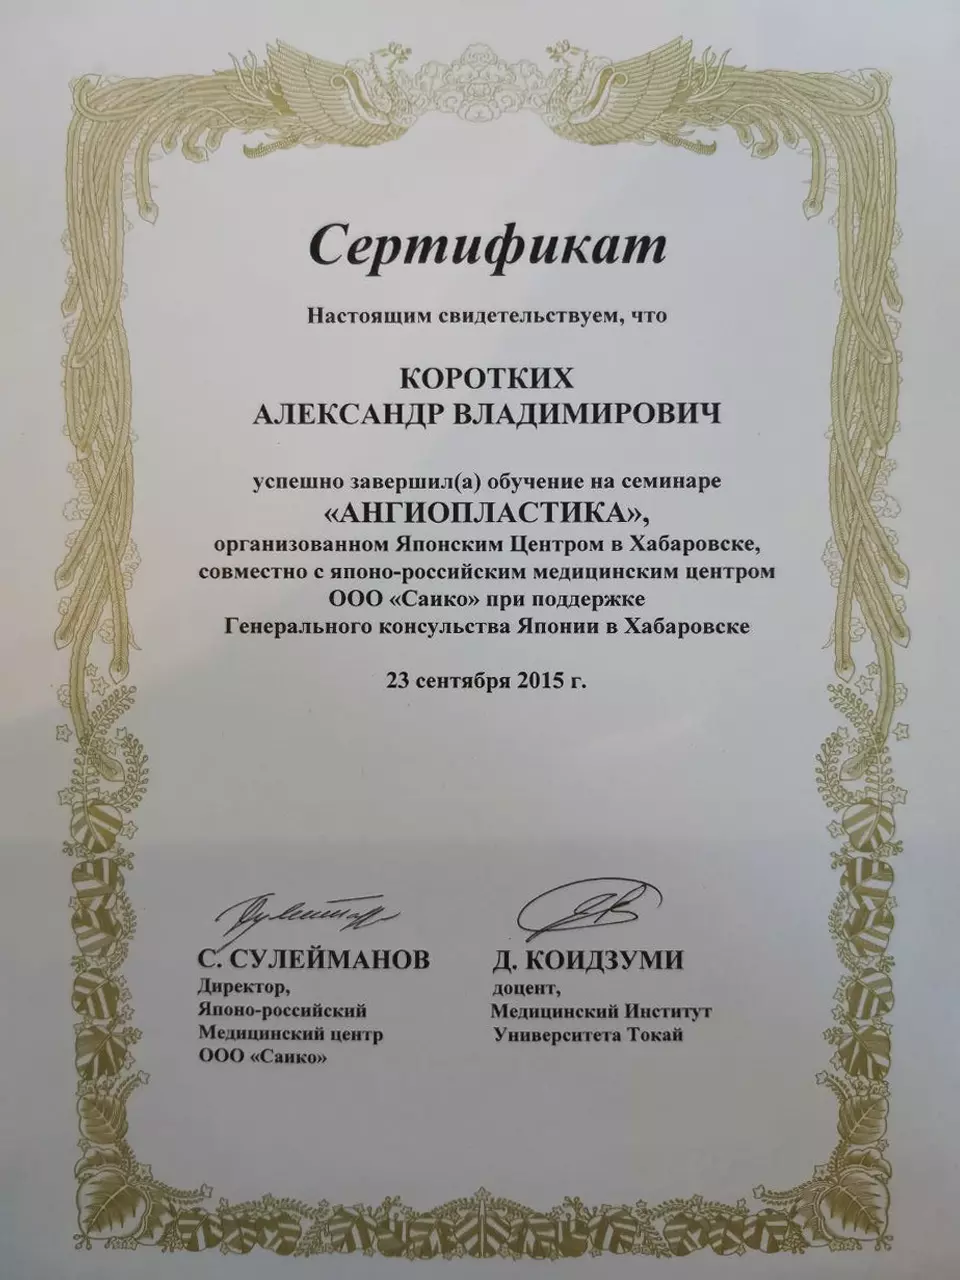 Сертификат
Настоящим свидетельствуем, что
КОРОТКИХ
АЛЕКСАНДР ВЛАДИМИРОВИЧ
успешно завершил(а) обучение на семинаре
«АНГИОПЛАСТИКА»,
организованном Японским Центром в Хабаровске,
совместно с японо-российским медицинским центром
ООО «Саико» при поддержке
Генерального консульства Японии в Хабаровске
23 сентября 2015 г.
С. СУЛЕЙМАНОВ
Директор,
Японо-российский
Медицинский центр
ООО «Саико»
Д. КОИДЗУМИ
доцент,
Медицинский Институт
Университета Токай